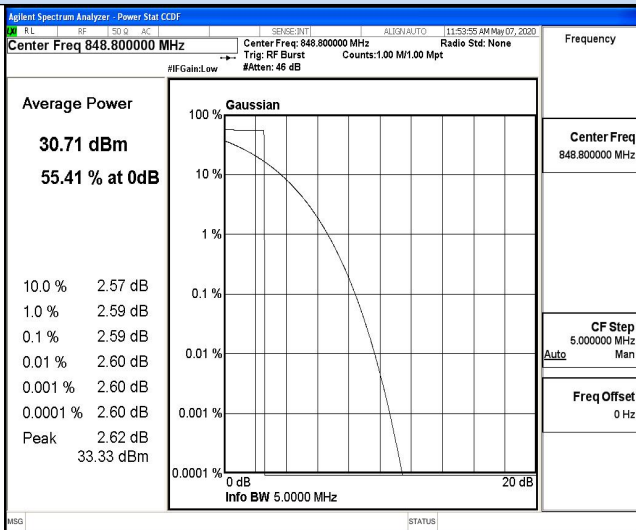 Agilent Spectrum Analyzer - Power Stat CCDF
RL RF 50 Ω AC SENSE:INT ALIGN AUTO 11:53:55 AM May 07, 2020
Center Freq 848.800000 MHz
Center Freq: 848.800000 MHz Radio Std: None
Trig: RF Burst Counts:1.00 M/1.00 Mpt
#IFGain:Low #Atten: 46 dB
Frequency
Average Power
30.71 dBm
55.41 % at 0dB
10.0 % 2.57 dB
1.0 % 2.59 dB
0.1 % 2.59 dB
0.01 % 2.60 dB
0.001 % 2.60 dB
0.0001 % 2.60 dB
Peak 2.62 dB
33.33 dBm
Gaussian
100 %
10 %
1 %
0.1 %
0.01 %
0.001 %
0.0001 %
0 dB 20 dB
Info BW 5.0000 MHz
Center Freq
848.800000 MHz
CF Step
5.000000 MHz
Auto Man
Freq Offset
0 Hz
MSG STATUS